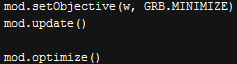 mod.setObjective(w, GRB.MINIMIZE)
mod.update()
mod.optimize()